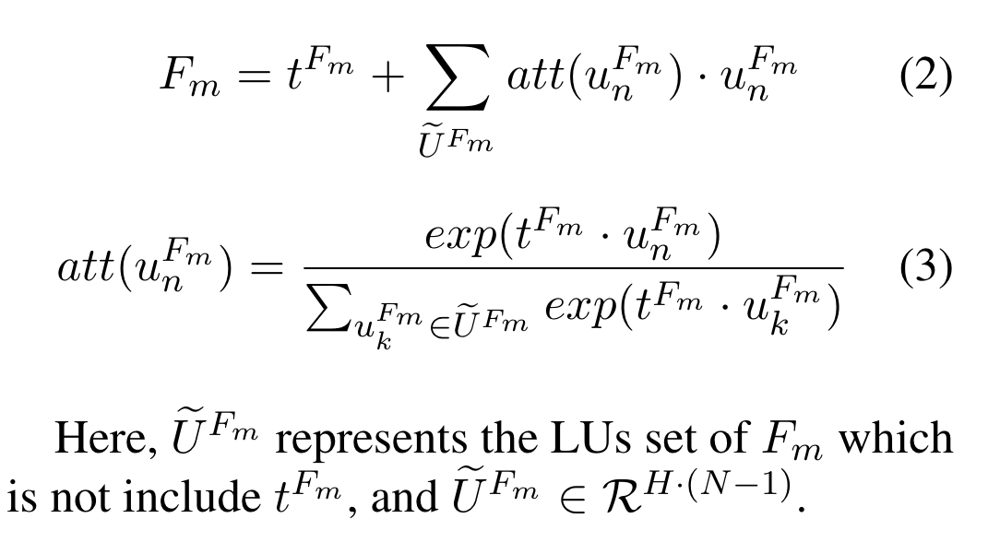 $F_m = t^{F_m} + \sum_{\widetilde{U}^{F_m}} att(u_n^{F_m}) \cdot u_n^{F_m}$ (2)
$att(u_n^{F_m}) = \frac{exp(t^{F_m} \cdot u_n^{F_m})}{\sum_{u_k^{F_m} \in \widetilde{U}^{F_m}} exp(t^{F_m} \cdot u_k^{F_m})}$ (3)
Here, $\widetilde{U}^{F_m}$ represents the LUs set of $F_m$ which
is not include $t^{F_m}$, and $\widetilde{U}^{F_m} \in \mathcal{R}^{H \cdot (N-1)}$.